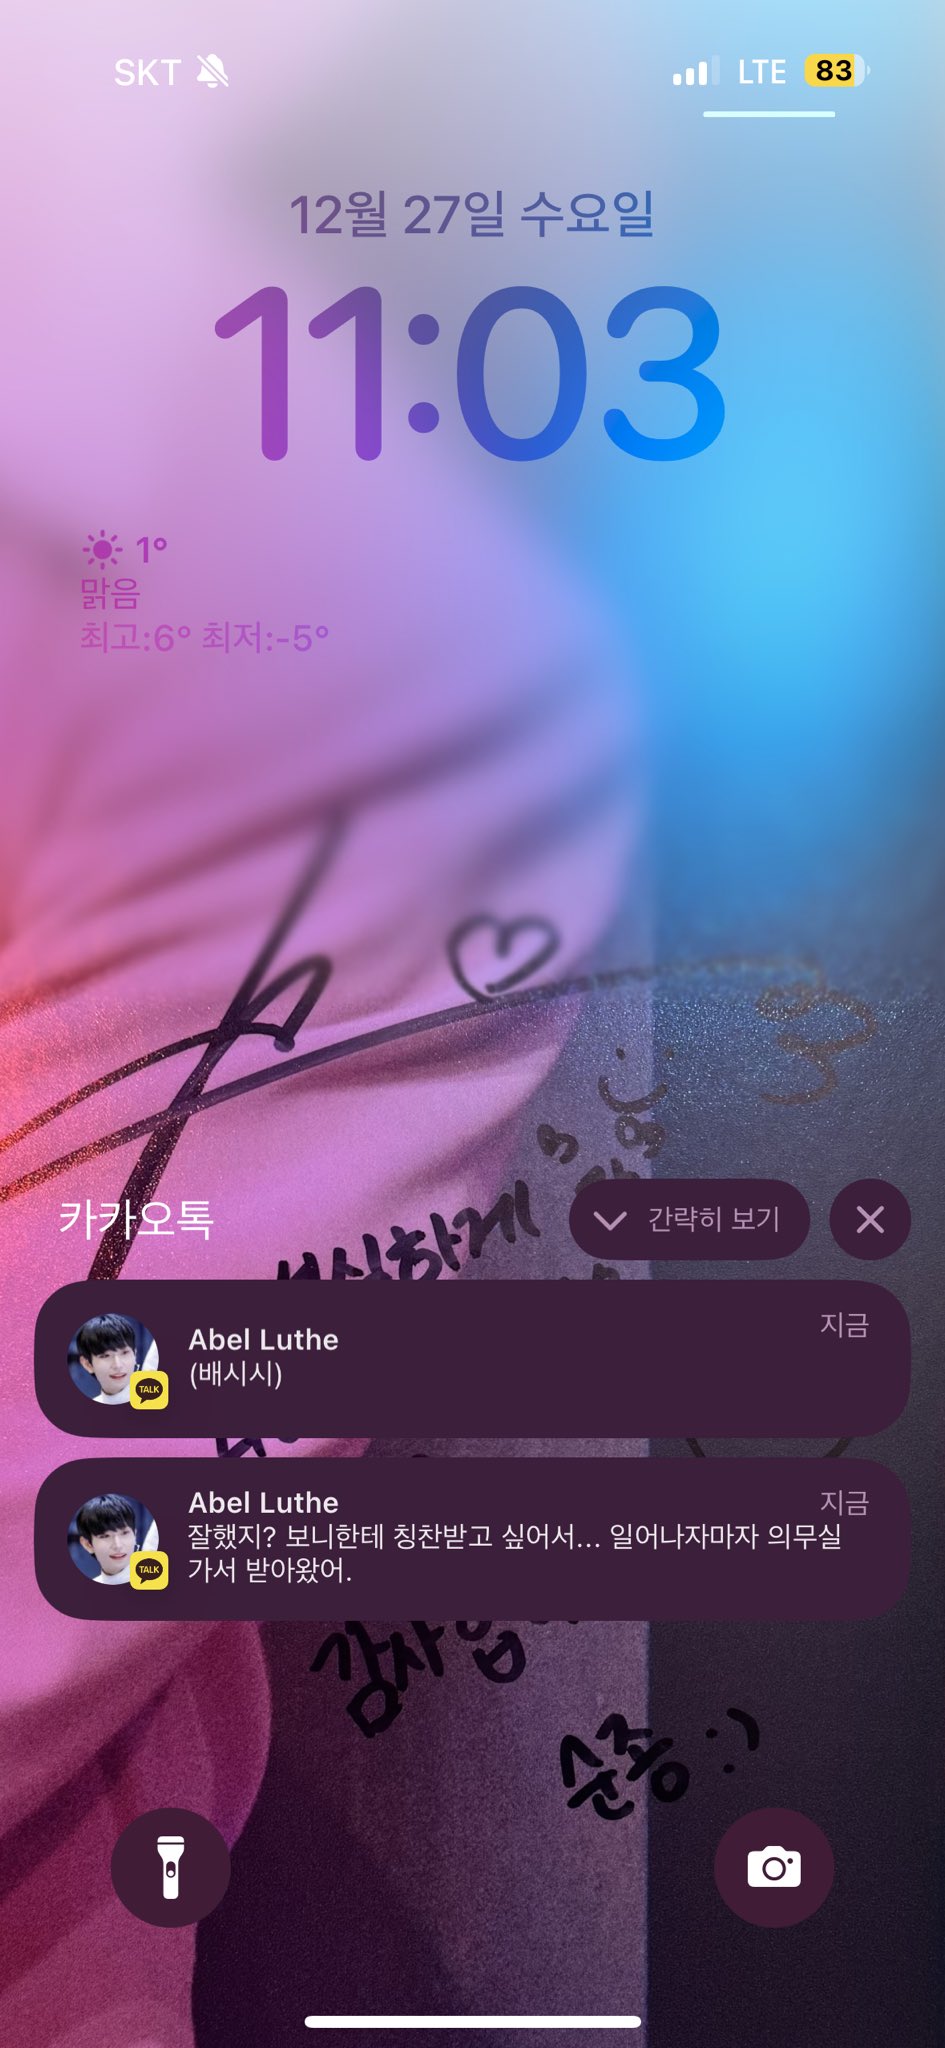 SKT
LTE 83
12월 27일 수요일
11:03
1°
맑음
최고:6° 최저:-5°
카카오톡
간략히 보기
지금
Abel Luthe
(배시시)
TALK
지금
Abel Luthe
잘했지? 보니한테 칭찬받고 싶어서... 일어나자마자 의무실
가서 받아왔어.
TALK
:)